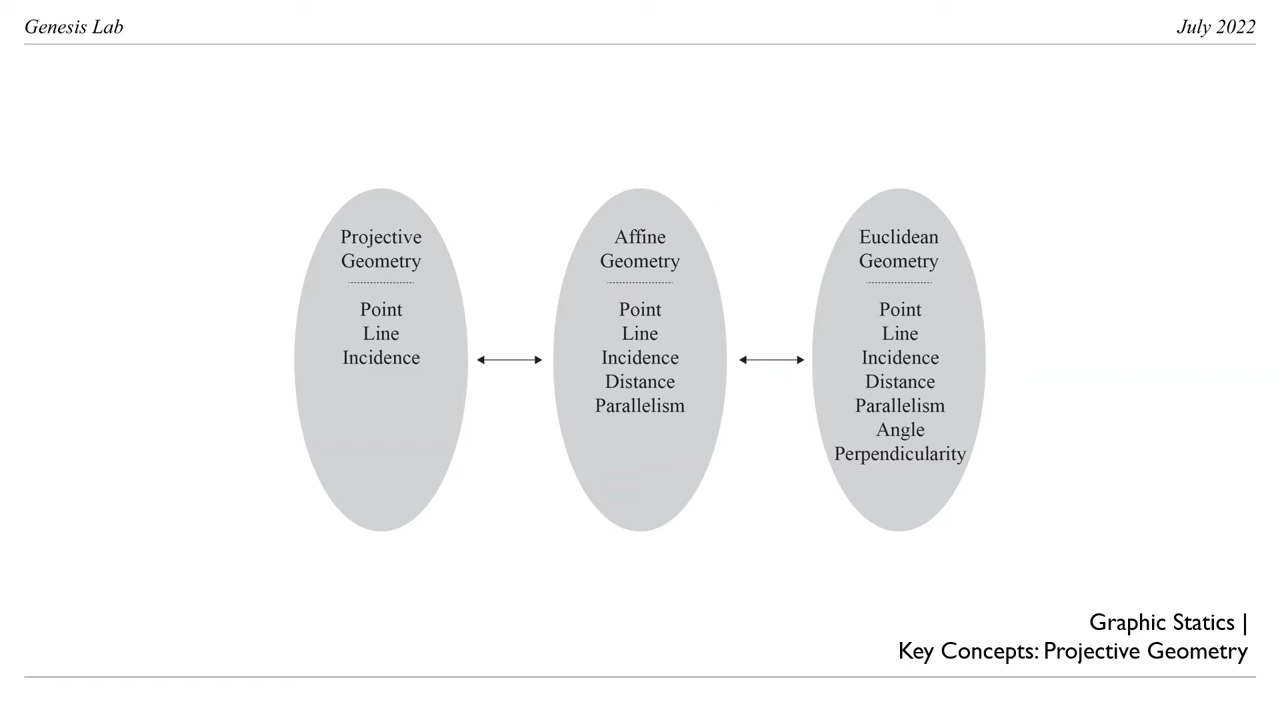 Genesis Lab
July 2022
Projective
Geometry
Point
Line
Incidence
Affine
Geometry
Point
Line
Incidence
Distance
Parallelism
Euclidean
Geometry
Point
Line
Incidence
Distance
Parallelism
Angle
Perpendicularity
Graphic Statics |
Key Concepts: Projective Geometry